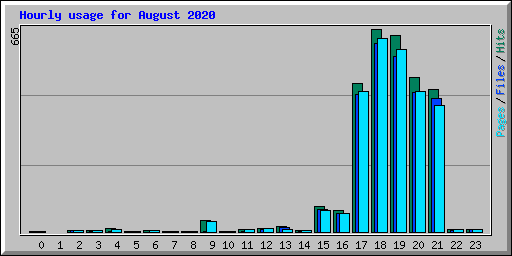 Hourly usage for August 2020
665
Pages / Files / Hits
0 1 2 3 4 5 6 7 8 9 10 11 12 13 14 15 16 17 18 19 20 21 22 23